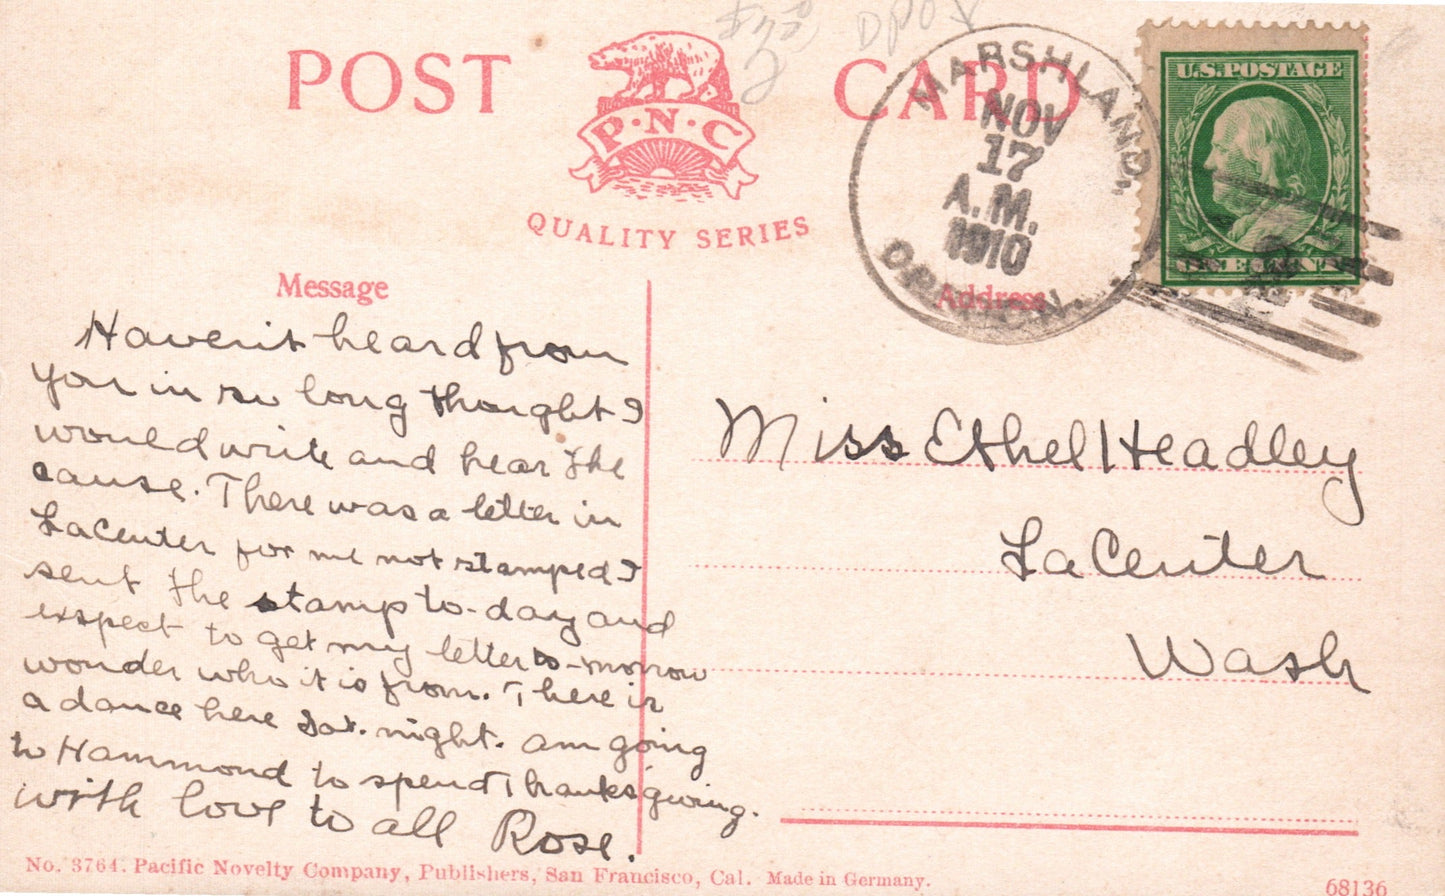 POST CARD
P·N·C
QUALITY SERIES
MARSHLAND,
NOV
17
A.M.
1910
OREGON.
U.S. POSTAGE
ONE CENT
Message
Address
Haven't heard from
you in so long thought I
would write and hear the
cause. There was a letter in
LaCenter for me not stamped I
sent the stamp to-day and
expect to get my letter to-morrow
wonder who it is from. There is
a dance here Sat. night. am going
to Hammond to spend Thanksgiving.
with love to all Rose.
Miss Ethel Headley
LaCenter
Wash
No. 3764. Pacific Novelty Company, Publishers, San Francisco, Cal. Made in Germany.
68136